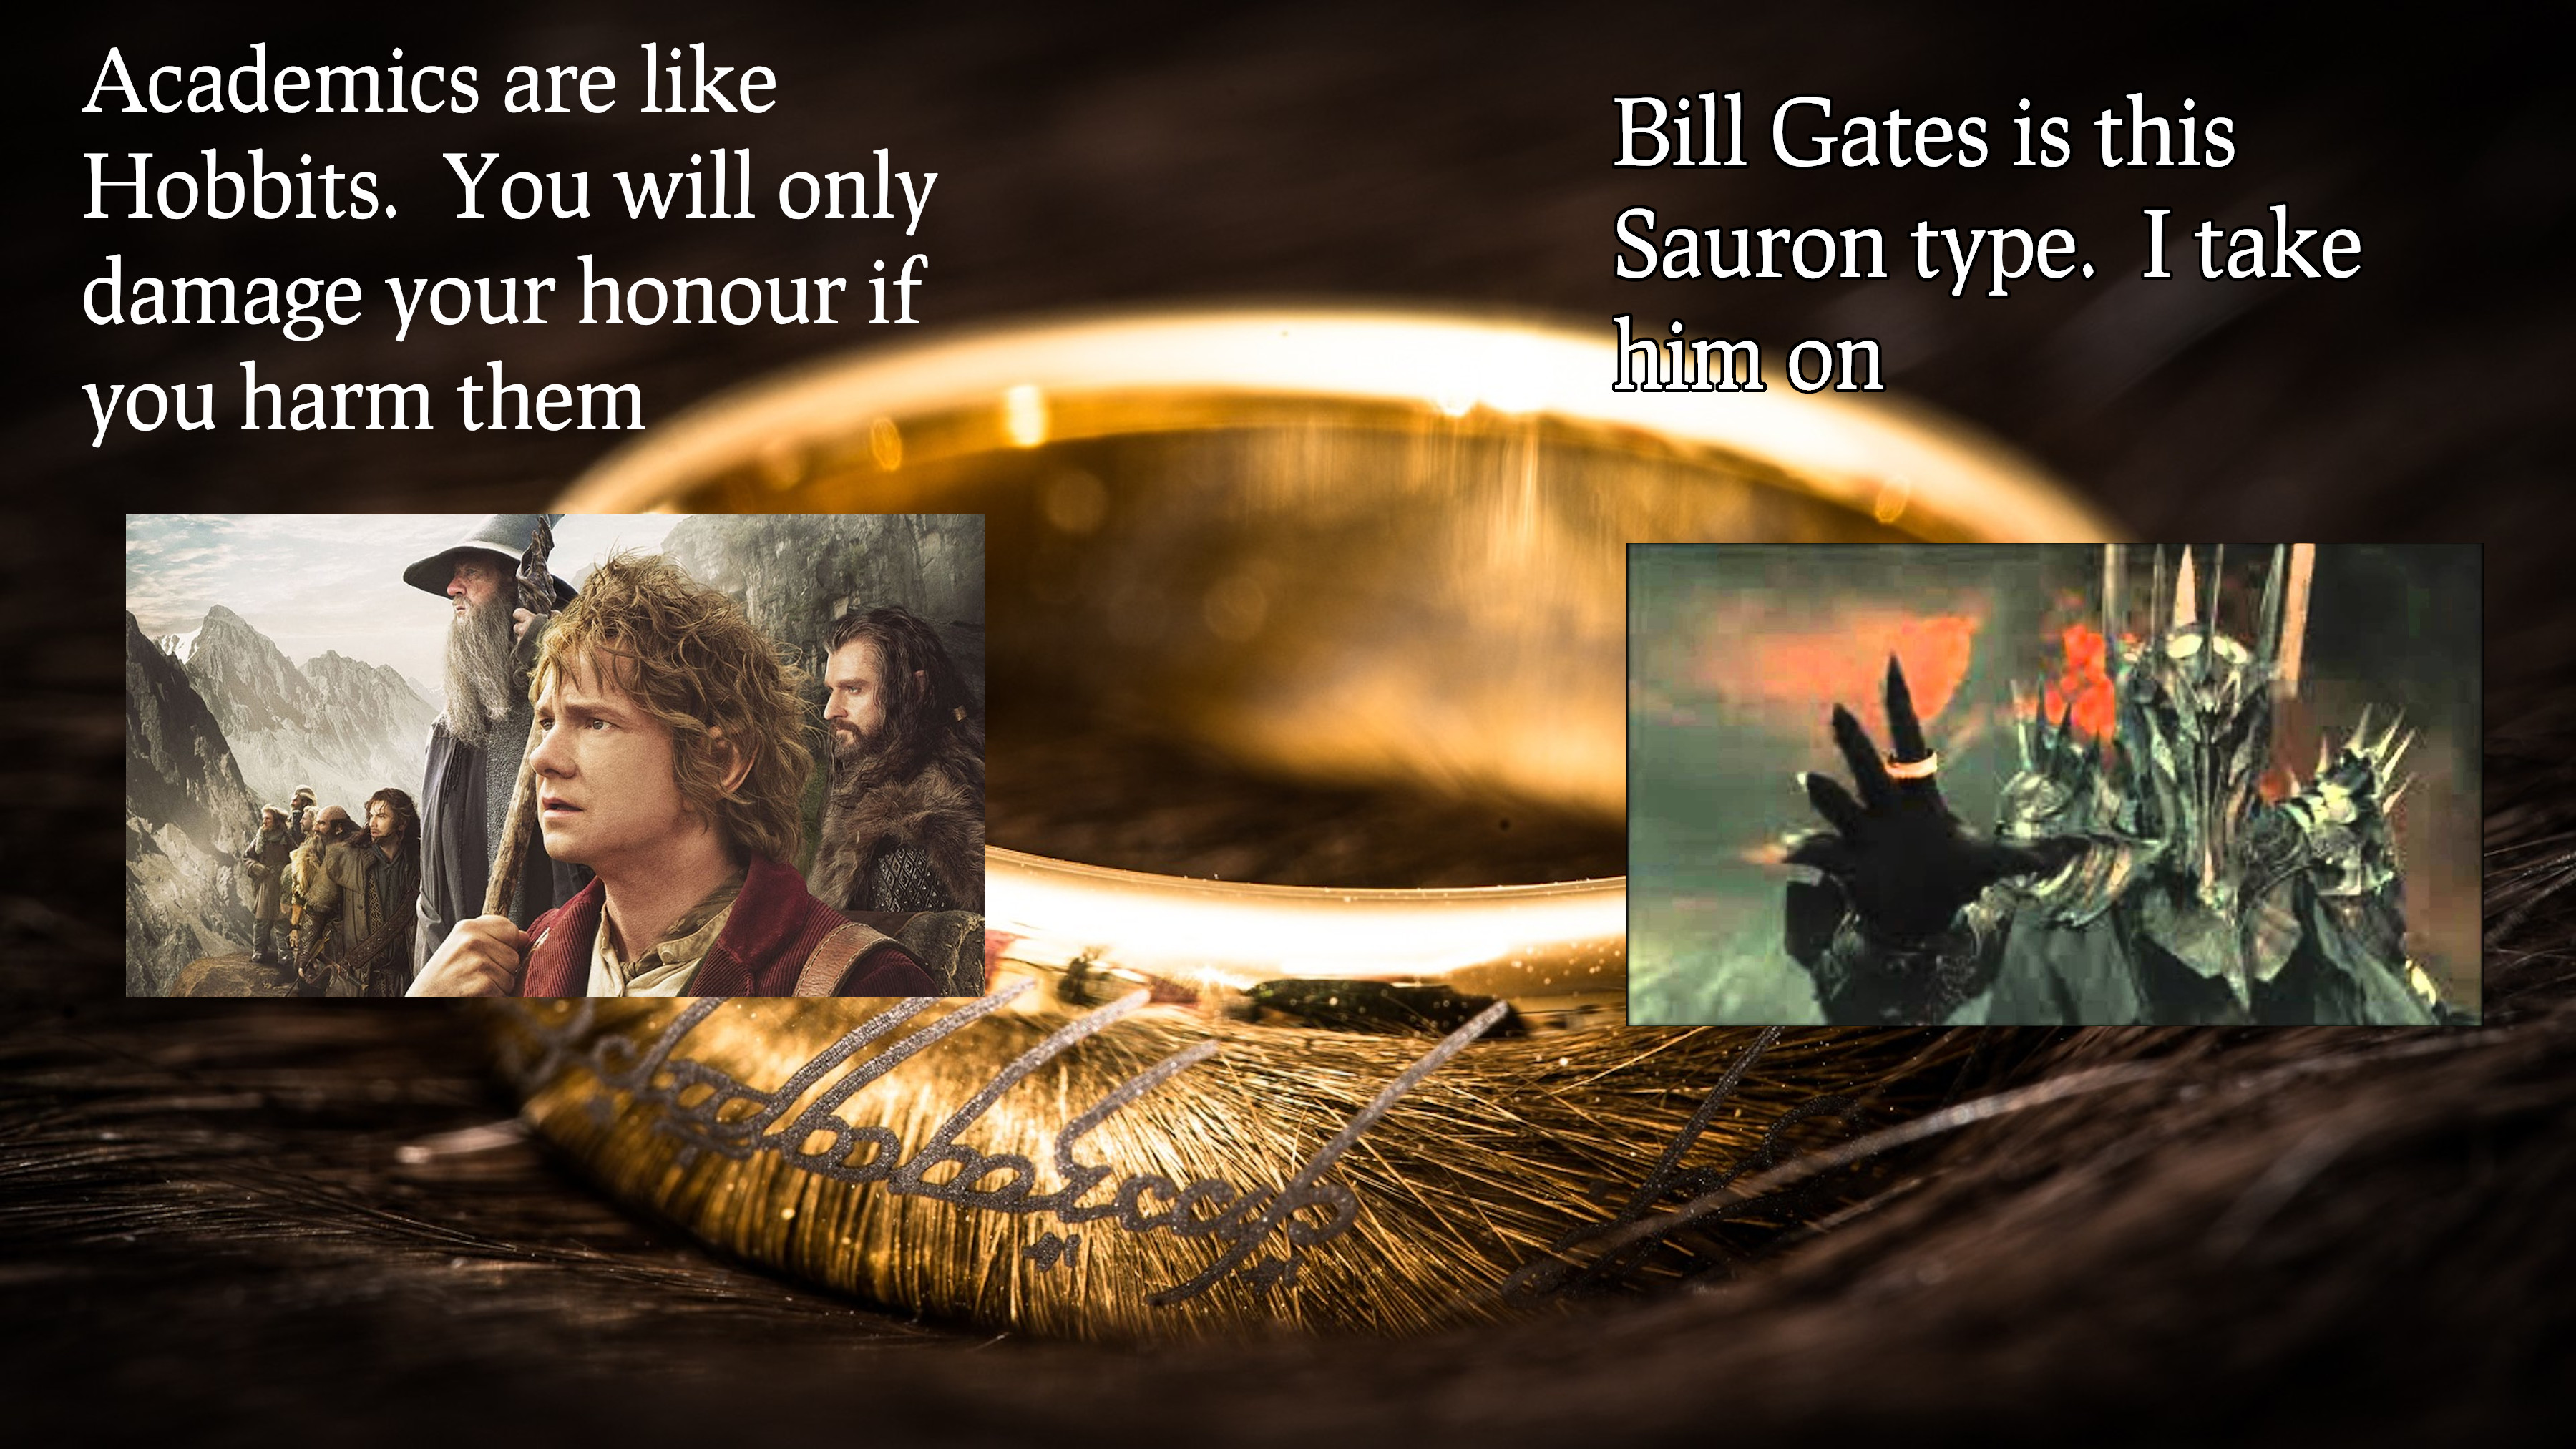 Academics are like
Hobbits.  You will only
damage your honour if
you harm them
Bill Gates is this
Sauron type.  I take
him on